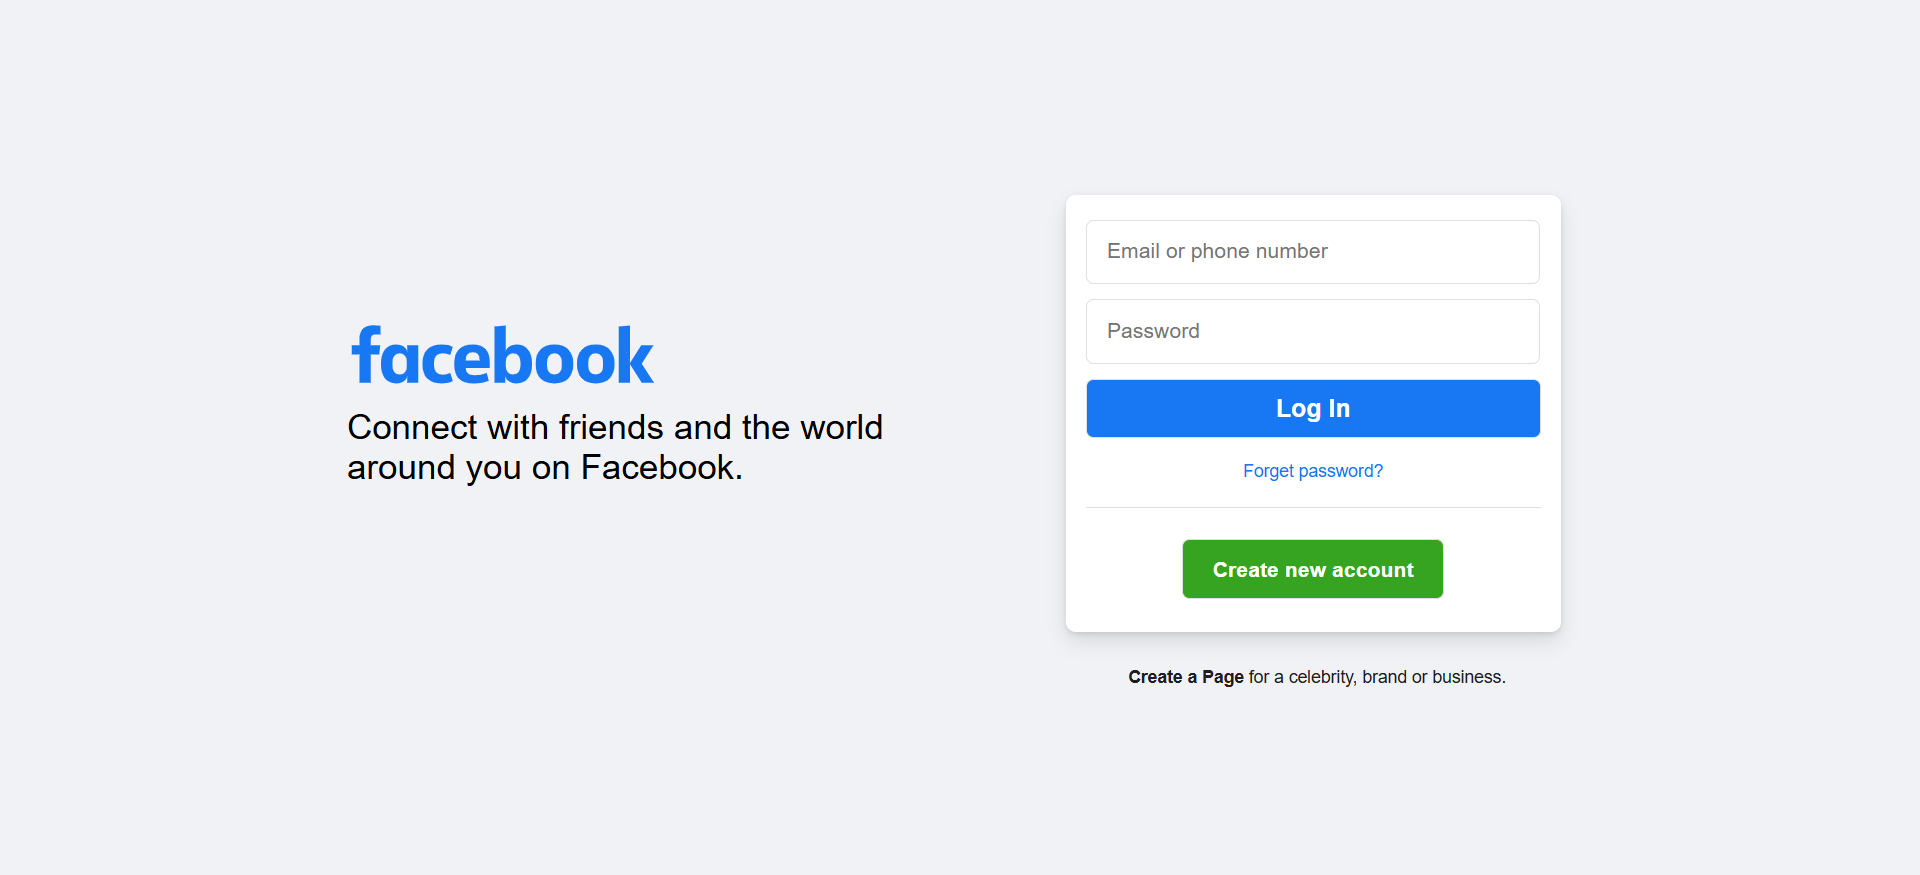 facebook
Connect with friends and the world
around you on Facebook.
Email or phone number
Password
Log In
Forget password?
Create new account
Create a Page for a celebrity, brand or business.